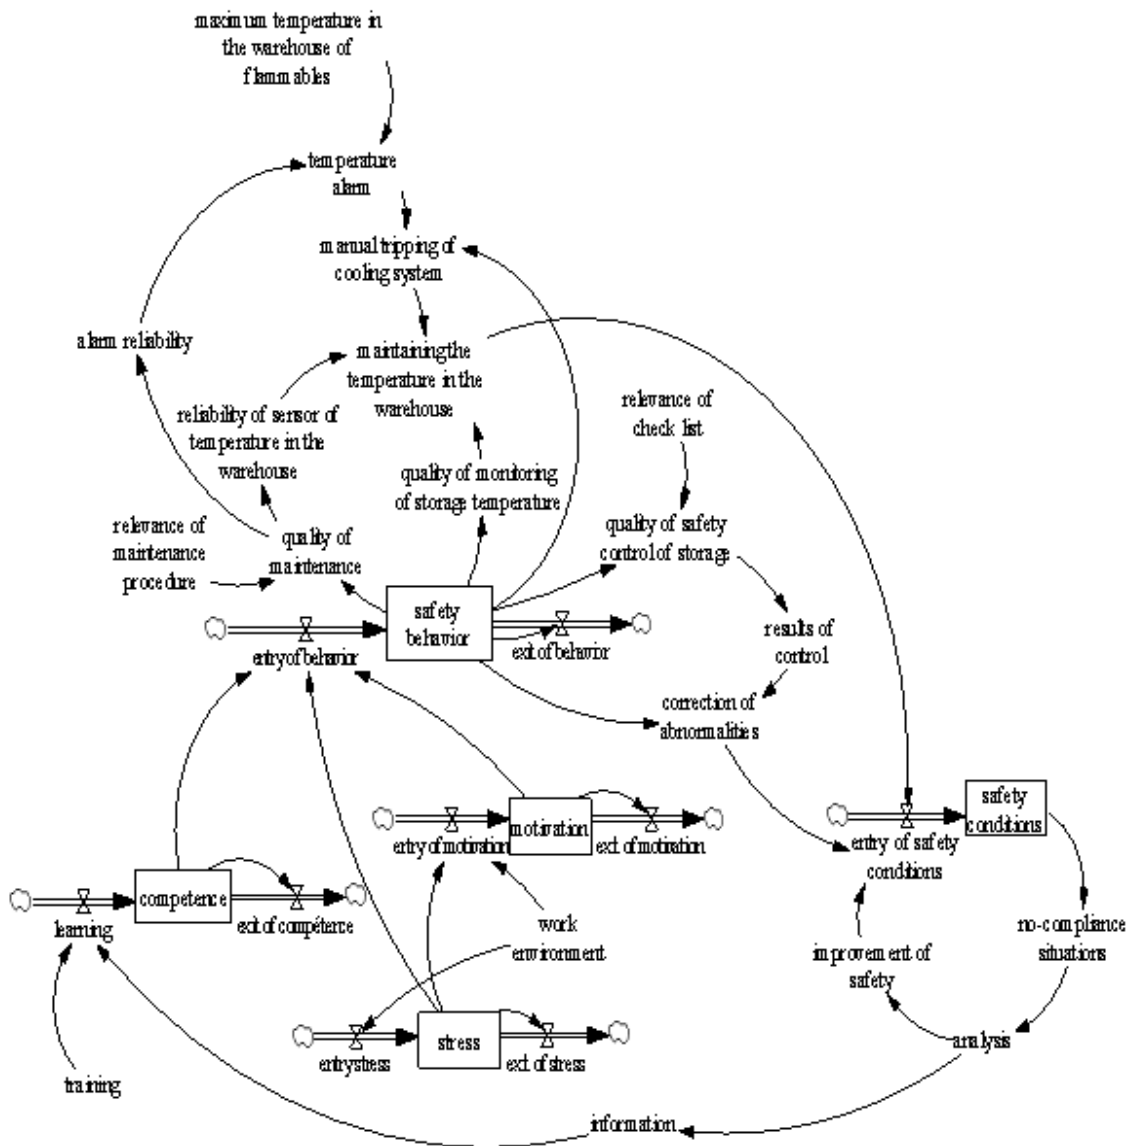 maximum temperature in
the warehouse of
flammables
temperature
alarm
manual tripping of
cooling system
alarm reliability
maintaining the
temperature in the
warehouse
reliability of sensor of
temperature in the
warehouse
relevance of
check list
quality of monitoring
of storage temperature
relevance of
maintenance
procedure
quality of
maintenance
quality of safety
control of storage
safety
behavior
entry of behavior
exit of behavior
results of
control
correction of
abnormalities
safety
conditions
motivation
entry of motivation
exit. of motivation
entry of safety
conditions
competence
learning
exit of compétence
work
environment
no-compliance
situations
improvement of
safety
stress
entry stress
exit. of stress
analysis
training
information